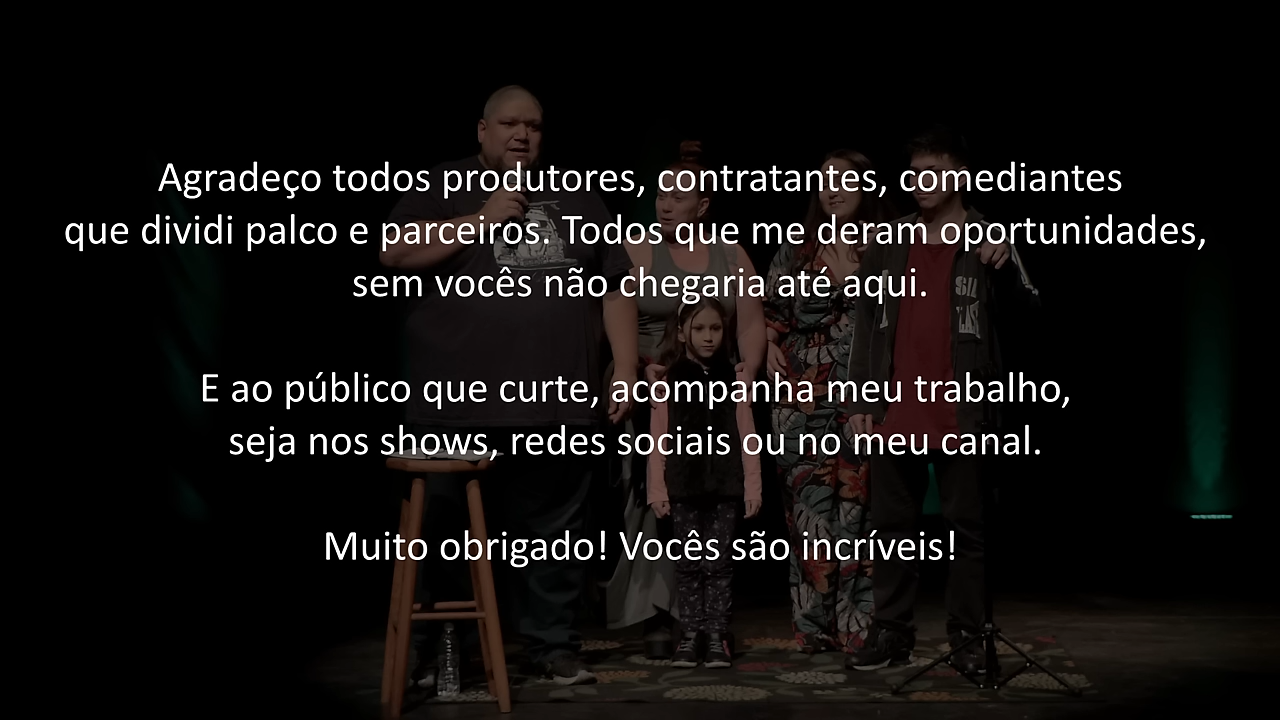 Agradeço todos produtores, contratantes, comediantes
que dividi palco e parceiros. Todos que me deram oportunidades,
sem vocês não chegaria até aqui.
E ao público que curte, acompanha meu trabalho,
seja nos shows, redes sociais ou no meu canal.
Muito obrigado! Vocês são incríveis!